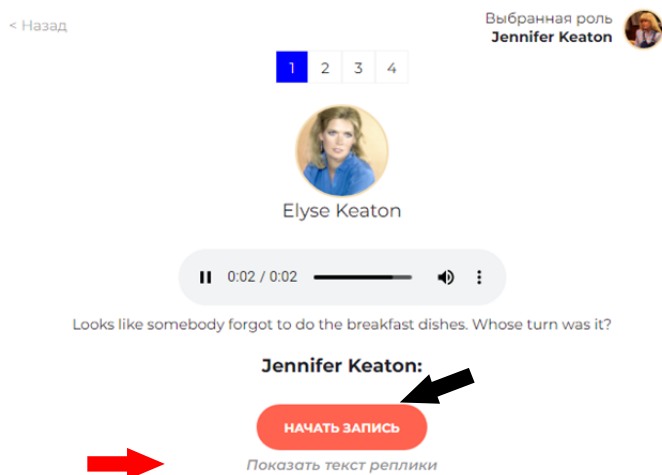 < Назад
Выбранная роль
Jennifer Keaton
1 2 3 4
Elyse Keaton
0:02 / 0:02
Looks like somebody forgot to do the breakfast dishes. Whose turn was it?
Jennifer Keaton:
НАЧАТЬ ЗАПИСЬ
Показать текст реплики